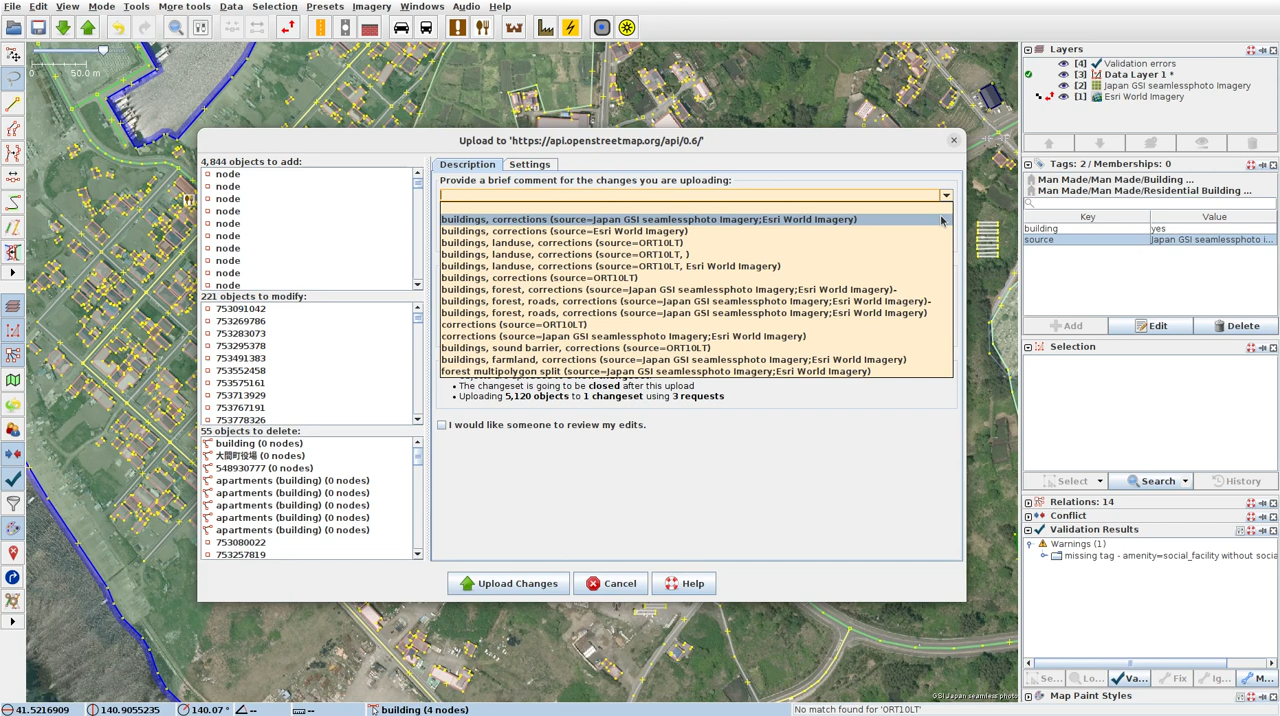 File Edit View Mode Tools More tools Data Selection Presets Imagery Windows Audio Help
0 50.0 m
Upload to 'https://api.openstreetmap.org/api/0.6/'
4,844 objects to add:
node
node
node
node
node
node
node
node
node
node
221 objects to modify:
753091042
753269786
753283073
753295378
753491383
753552458
753575161
753713929
753767191
753778326
55 objects to delete:
building (0 nodes)
大間町役場 (0 nodes)
548930777 (0 nodes)
apartments (building) (0 nodes)
apartments (building) (0 nodes)
apartments (building) (0 nodes)
apartments (building) (0 nodes)
apartments (building) (0 nodes)
753080022
753257819
Description Settings
Provide a brief comment for the changes you are uploading:
buildings, corrections (source=Japan GSI seamlessphoto Imagery;Esri World Imagery)
buildings, corrections (source=Esri World Imagery)
buildings, landuse, corrections (source=ORT10LT)
buildings, landuse, corrections (source=ORT10LT, )
buildings, landuse, corrections (source=ORT10LT, Esri World Imagery)
buildings, corrections (source=ORT10LT)
buildings, forest, corrections (source=Japan GSI seamlessphoto Imagery;Esri World Imagery)-
buildings, forest, roads, corrections (source=Japan GSI seamlessphoto Imagery;Esri World Imagery)-
buildings, forest, roads, corrections (source=Japan GSI seamlessphoto Imagery;Esri World Imagery)
corrections (source=ORT10LT)
corrections (source=Japan GSI seamlessphoto Imagery;Esri World Imagery)
buildings, sound barrier, corrections (source=ORT10LT)
buildings, farmland, corrections (source=Japan GSI seamlessphoto Imagery;Esri World Imagery)
forest multipolygon split (source=Japan GSI seamlessphoto Imagery;Esri World Imagery)
• The changeset is going to be closed after this upload
• Uploading 5,120 objects to 1 changeset using 3 requests
I would like someone to review my edits.
Upload Changes Cancel Help
Layers
[4] Validation errors
[3] Data Layer 1 *
[2] Japan GSI seamlessphoto Imagery
[1] Esri World Imagery
Tags: 2 / Memberships: 0
Man Made/Man Made/Building ...
Man Made/Man Made/Residential Building ...
Key Value
building yes
source Japan GSI seamlessphoto i...
Add Edit Delete
Selection
Select Search History
Relations: 14
Conflict
Validation Results
Warnings (1)
missing tag - amenity=social_facility without socia
Se... Lo... Va... Fix Ig... M...
Map Paint Styles
GSI Japan seamless photo
41.5216909 140.9055235 140.07° -- -- building (4 nodes) No match found for 'ORT10LT'